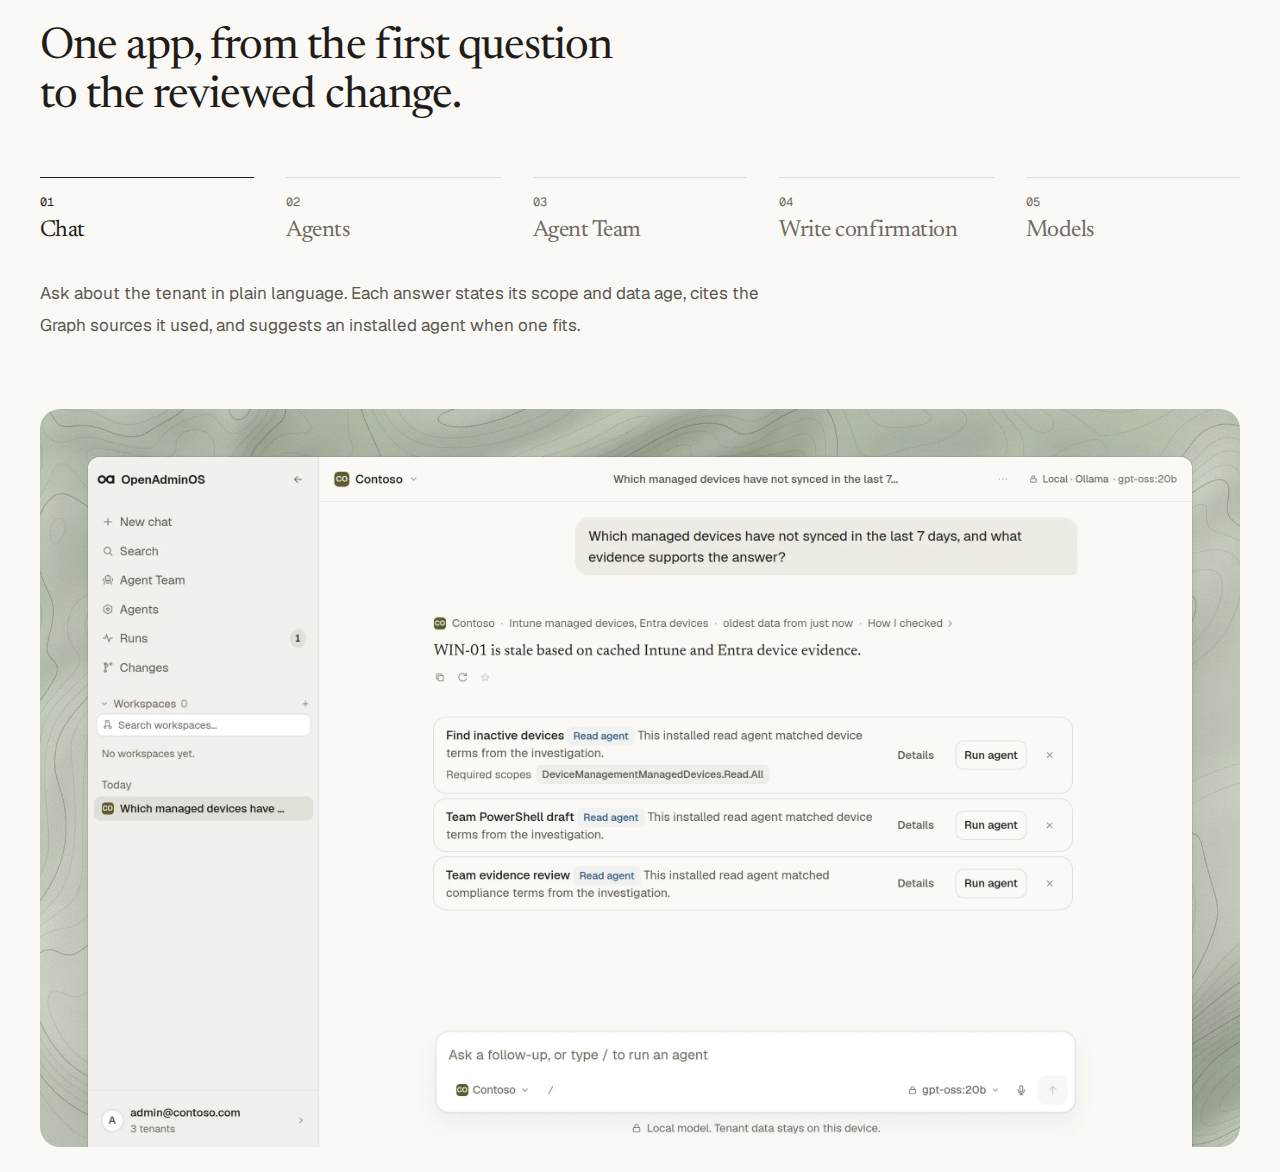 One app, from the first question
to the reviewed change.
01
Chat
02
Agents
03
Agent Team
04
Write confirmation
05
Models
Ask about the tenant in plain language. Each answer states its scope and data age, cites the
Graph sources it used, and suggests an installed agent when one fits.
oa OpenAdminOS
New chat
Search
Agent Team
Agents
Runs 1
Changes
Workspaces 0
Search workspaces...
No workspaces yet.
Today
CO Which managed devices have ...
A
admin@contoso.com
3 tenants
CO Contoso
Which managed devices have not synced in the last 7...
Local · Ollama · gpt-oss:20b
Which managed devices have not synced in the last 7 days, and what
evidence supports the answer?
CO Contoso · Intune managed devices, Entra devices · oldest data from just now · How I checked
WIN-01 is stale based on cached Intune and Entra device evidence.
Find inactive devices Read agent This installed read agent matched device
terms from the investigation.
Required scopes DeviceManagementManagedDevices.Read.All
Details Run agent
Team PowerShell draft Read agent This installed read agent matched device
terms from the investigation.
Details Run agent
Team evidence review Read agent This installed read agent matched
compliance terms from the investigation.
Details Run agent
Ask a follow-up, or type / to run an agent
CO Contoso / gpt-oss:20b
Local model. Tenant data stays on this device.